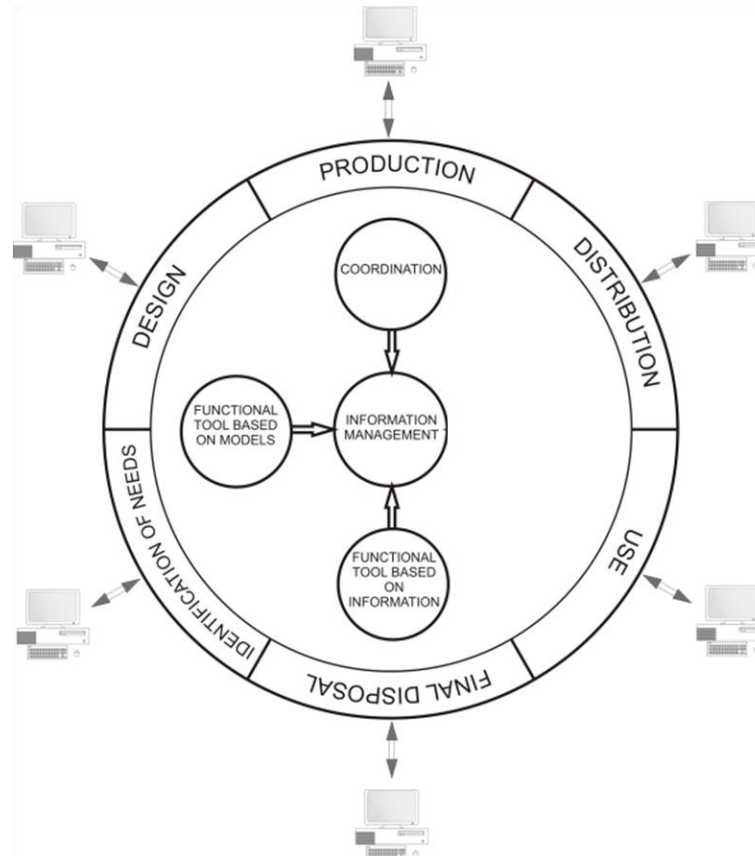 PRODUCTION
DISTRIBUTION
USE
FINAL DISPOSAL
IDENTIFICATION OF NEEDS
DESIGN
COORDINATION
FUNCTIONAL
TOOL BASED
ON MODELS
INFORMATION
MANAGEMENT
FUNCTIONAL
TOOL BASED
ON
INFORMATION